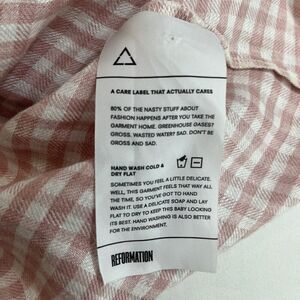 A CARE LABEL THAT ACTUALLY CARES
80% OF THE NASTY STUFF ABOUT
FASHION HAPPENS AFTER YOU TAKE THE
GARMENT HOME. GREENHOUSE GASES?
GROSS. WASTED WATER? SAD. DON'T BE
GROSS AND SAD.
HAND WASH COLD &
DRY FLAT
SOMETIMES YOU FEEL A LITTLE DELICATE.
WELL, THIS GARMENT FEELS THAT WAY ALL
THE TIME, SO YOU'VE GOT TO HAND
WASH IT. USE A DELICATE SOAP AND LAY
FLAT TO DRY TO KEEP THIS BABY LOOKING
ITS BEST. HAND WASHING IS ALSO BETTER
FOR THE ENVIRONMENT.
REFORMATION